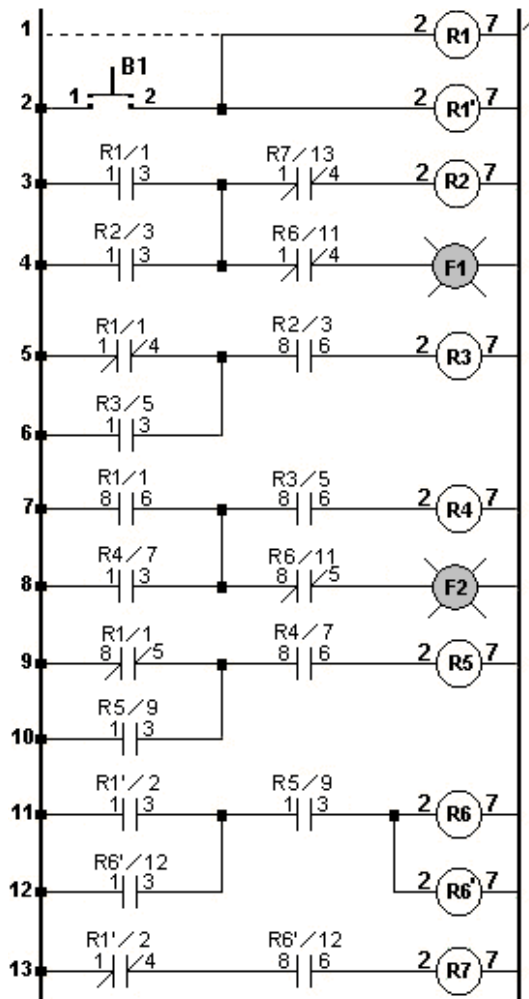 1 2 R1 7
B1
2 1 2 2 R1' 7
R1/1 R7/13
3 1 3 1 4 2 R2 7
R2/3 R6/11
4 1 3 1 4 F1
R1/1 R2/3
5 1 4 8 6 2 R3 7
R3/5
6 1 3
R1/1 R3/5
7 8 6 8 6 2 R4 7
R4/7 R6/11
8 1 3 8 5 F2
R1/1 R4/7
9 8 5 8 6 2 R5 7
R5/9
10 1 3
R1'/2 R5/9
11 1 3 1 3 2 R6 7
R6'/12
12 1 3 2 R6' 7
R1'/2 R6'/12
13 1 4 8 6 2 R7 7